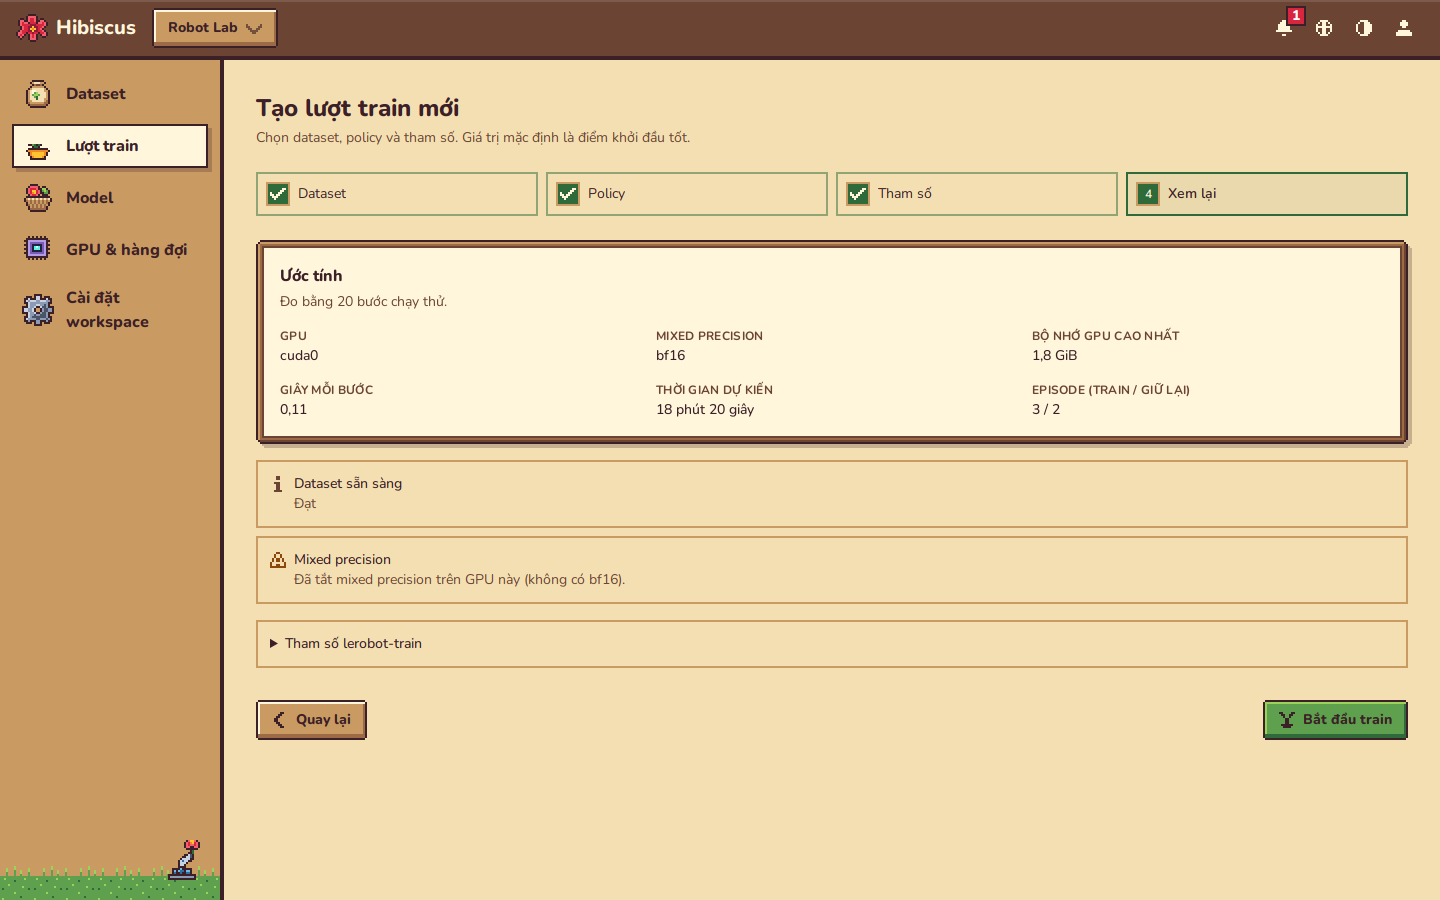 Hibiscus
Robot Lab
1
Dataset
Lượt train
Model
GPU & hàng đợi
Cài đặt
workspace
Tạo lượt train mới
Chọn dataset, policy và tham số. Giá trị mặc định là điểm khởi đầu tốt.
Dataset
Policy
Tham số
4 Xem lại
Ước tính
Đo bằng 20 bước chạy thử.
GPU
cuda0
MIXED PRECISION
bf16
BỘ NHỚ GPU CAO NHẤT
1,8 GiB
GIÂY MỖI BƯỚC
0,11
THỜI GIAN DỰ KIẾN
18 phút 20 giây
EPISODE (TRAIN / GIỮ LẠI)
3 / 2
Dataset sẵn sàng
Đạt
Mixed precision
Đã tắt mixed precision trên GPU này (không có bf16).
Tham số lerobot-train
Quay lại
Bắt đầu train